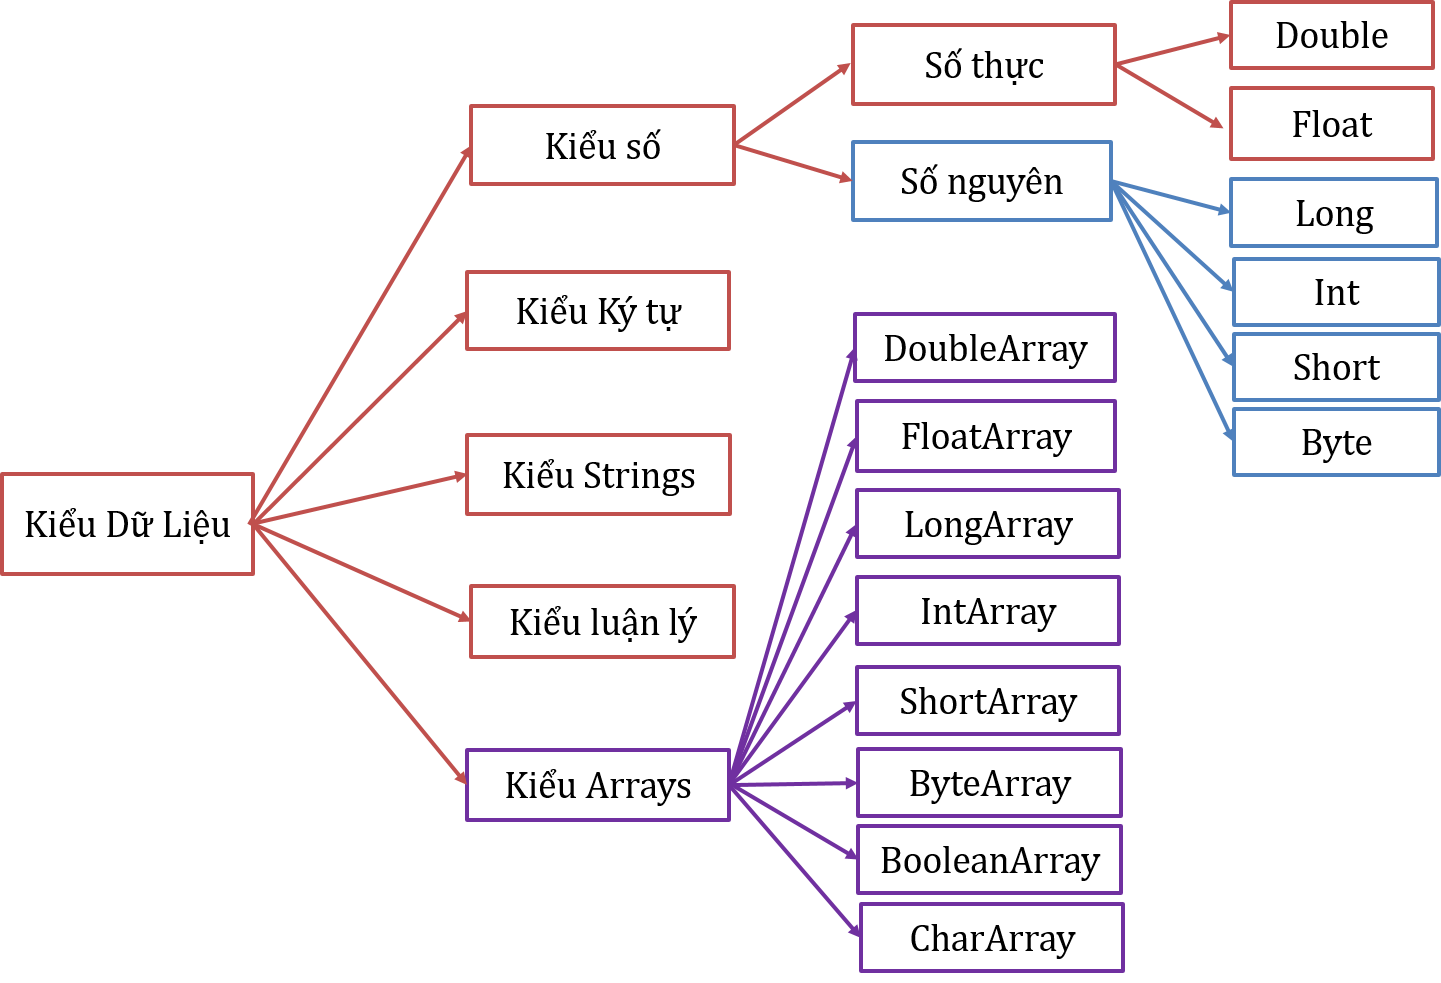 Kiểu Dữ Liệu
Kiểu số
Số thực
Double
Float
Số nguyên
Long
Int
Short
Byte
Kiểu Ký tự
Kiểu Strings
Kiểu luận lý
Kiểu Arrays
DoubleArray
FloatArray
LongArray
IntArray
ShortArray
ByteArray
BooleanArray
CharArray